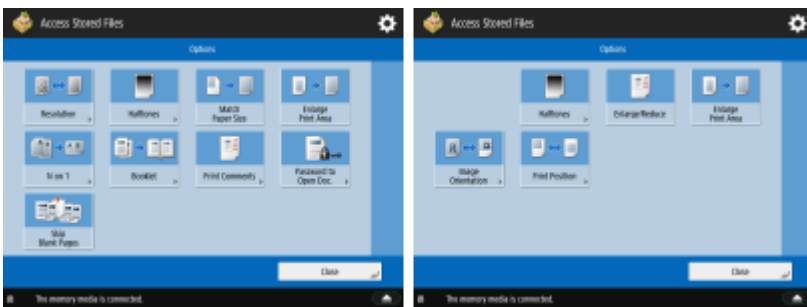 Access Stored Files
Options
Resolution
Halftones
Match
Paper Size
Enlarge
Print Area
N on 1
Booklet
Print Comments
Password to
Open Doc.
Skip
Blank Pages
Close
The memory media is connected.
Access Stored Files
Options
Halftones
Enlarge/Reduce
Enlarge
Print Area
Image
Orientation
Print Position
Close
The memory media is connected.